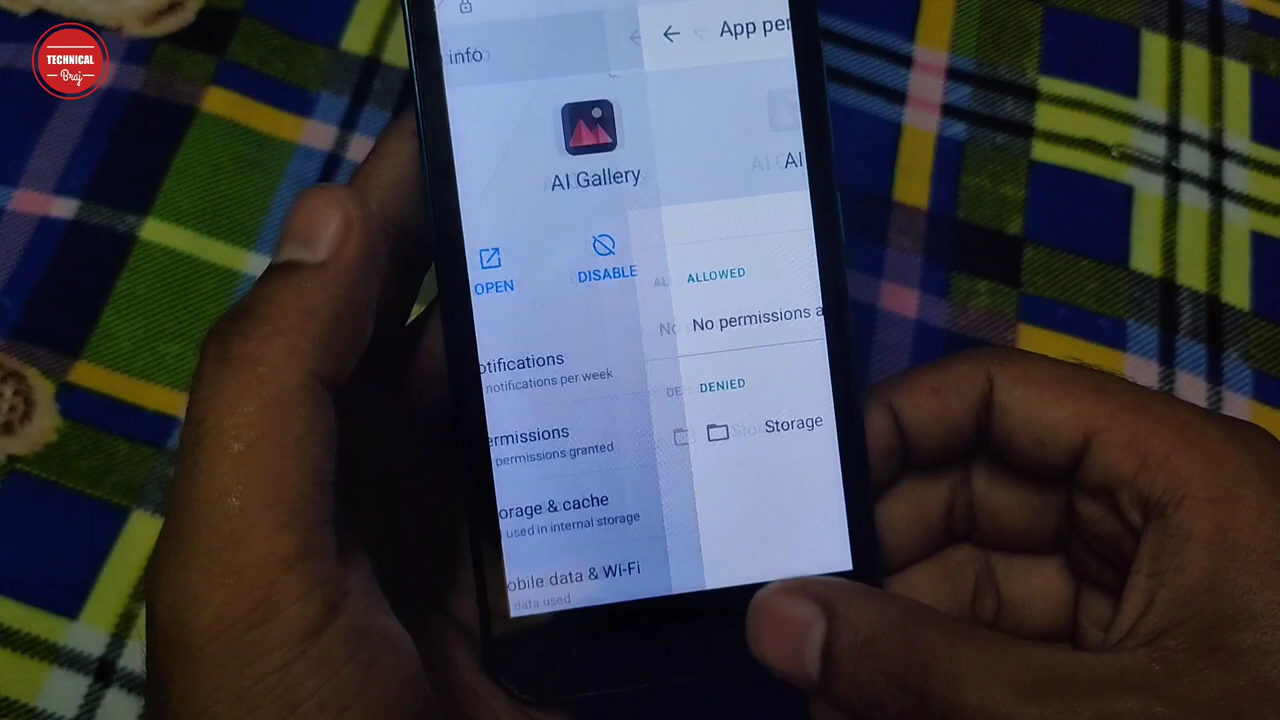 TECHNICAL
Braj
info
App per
AI Gallery
AI
OPEN
DISABLE
ALLOWED
No permissions a
DENIED
Storage
otifications
notifications per week
ermissions
permissions granted
orage & cache
used in internal storage
obile data & Wi-Fi
data used